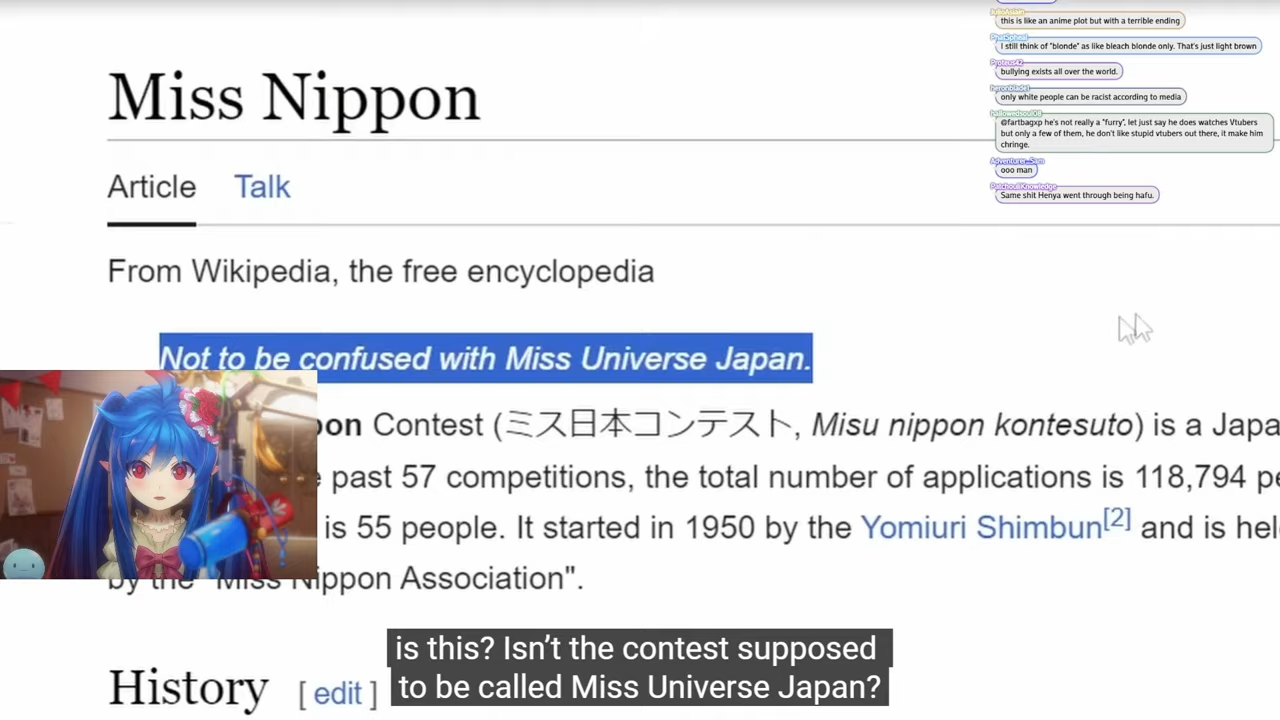 this is like an anime plot but with a terrible ending
I still think of "blonde" as like bleach blonde only. That's just light brown
Proteus42
bullying exists all over the world.
only white people can be racist according to media
hallowedsoul08
@fartbagxp he's not really a "furry", let just say he does watches Vtubers
but only a few of them, he don't like stupid vtubers out there, it make him
chringe.
Adventurer_Sam
ooo man
PatchouliKnowledge
Same shit Henya went through being hafu.
Miss Nippon
Article Talk
From Wikipedia, the free encyclopedia
Not to be confused with Miss Universe Japan.
pon Contest (ミス日本コンテスト, Misu nippon kontesuto) is a Japa
past 57 competitions, the total number of applications is 118,794 pe
is 55 people. It started in 1950 by the Yomiuri Shimbun[2] and is hel
by the "Miss Nippon Association".
History [ edit ]
is this? Isn't the contest supposed
to be called Miss Universe Japan?